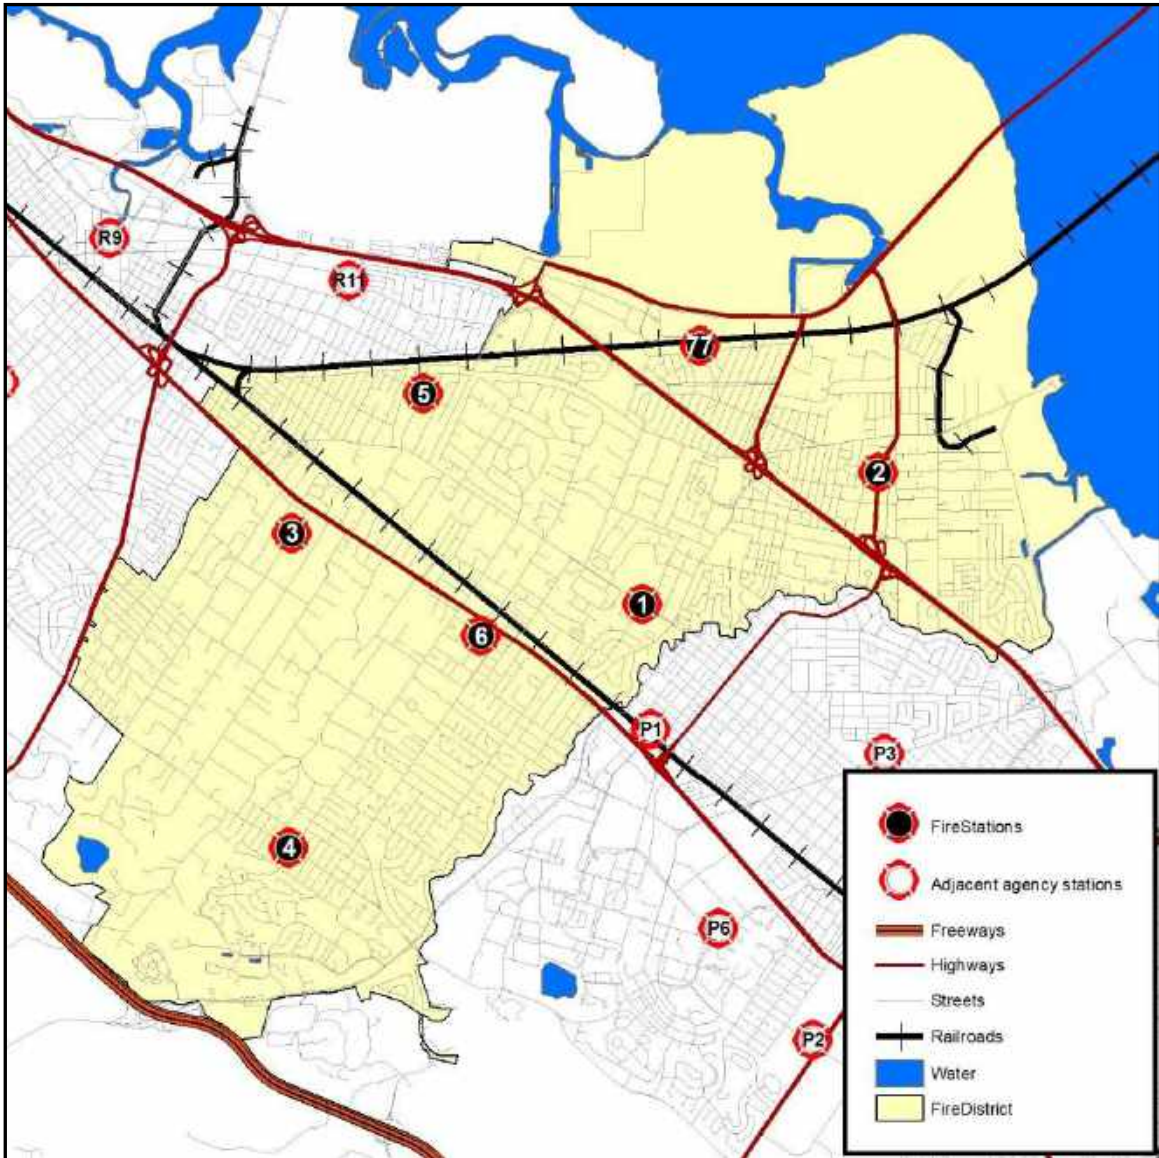 R9
R11
77
5
2
3
1
6
P1
P3
4
P6
P2
FireStations
Adjacent agency stations
Freeways
Highways
Streets
Railroads
Water
FireDistrict